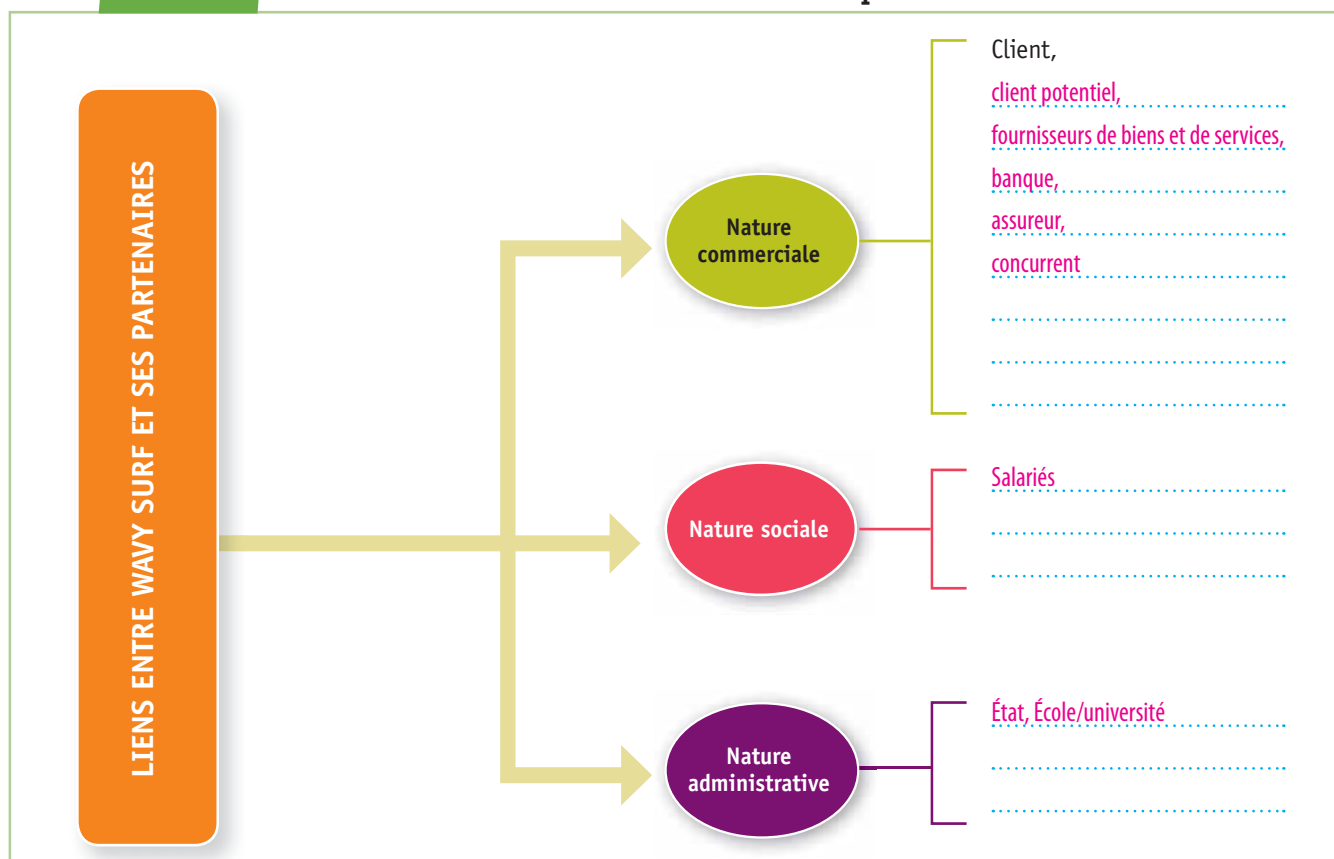 LIENS ENTRE WAVY SURF ET SES PARTENAIRES
Nature
commerciale
Client,
client potentiel,
fournisseurs de biens et de services,
banque,
assureur,
concurrent
Nature sociale
Salariés
Nature
administrative
État, École/université